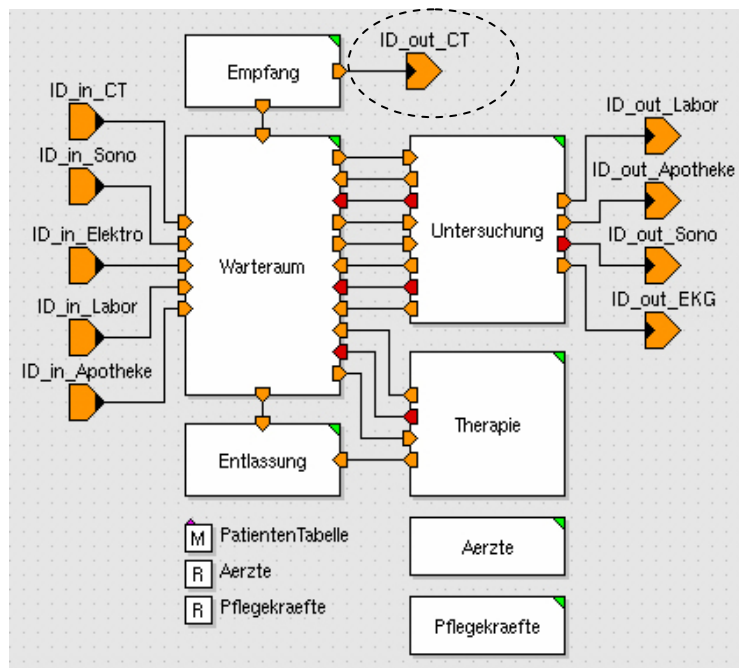 ID_out_CT
Empfang
ID_in_CT
ID_out_Labor
ID_in_Sono
ID_out_Apotheke
ID_in_Elektro
Warteraum
Untersuchung
ID_out_Sono
ID_in_Labor
ID_out_EKG
ID_in_Apotheke
Therapie
Entlassung
M PatientenTabelle
R Aerzte
R Pflegekraefte
Aerzte
Pflegekraefte